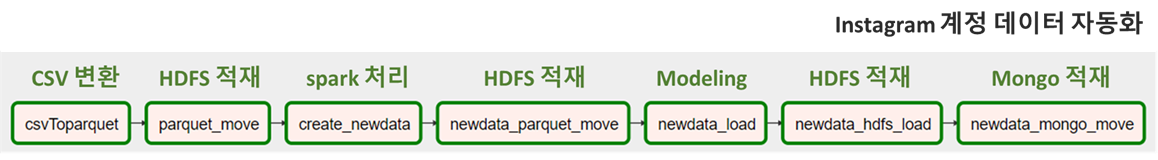 Instagram 계정 데이터 자동화
CSV 변환 HDFS 적재 spark 처리 HDFS 적재 Modeling HDFS 적재 Mongo 적재
csvToparquet parquet_move create_newdata newdata_parquet_move newdata_load newdata_hdfs_load newdata_mongo_move